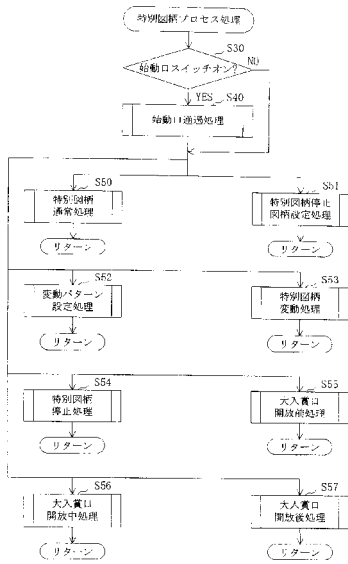 特別図柄プロセス処理
S30
始動口スイッチオン?
NO
YES
S40
始動口通過処理
S50
特別図柄
通常処理
リターン
S51
特別図柄停止
図柄設定処理
リターン
S52
変動パターン
設定処理
リターン
S53
特別図柄
変動処理
リターン
S54
特別図柄
停止処理
リターン
S55
大入賞口
開放前処理
リターン
S56
大入賞口
開放中処理
リターン
S57
大入賞口
開放後処理
リターン